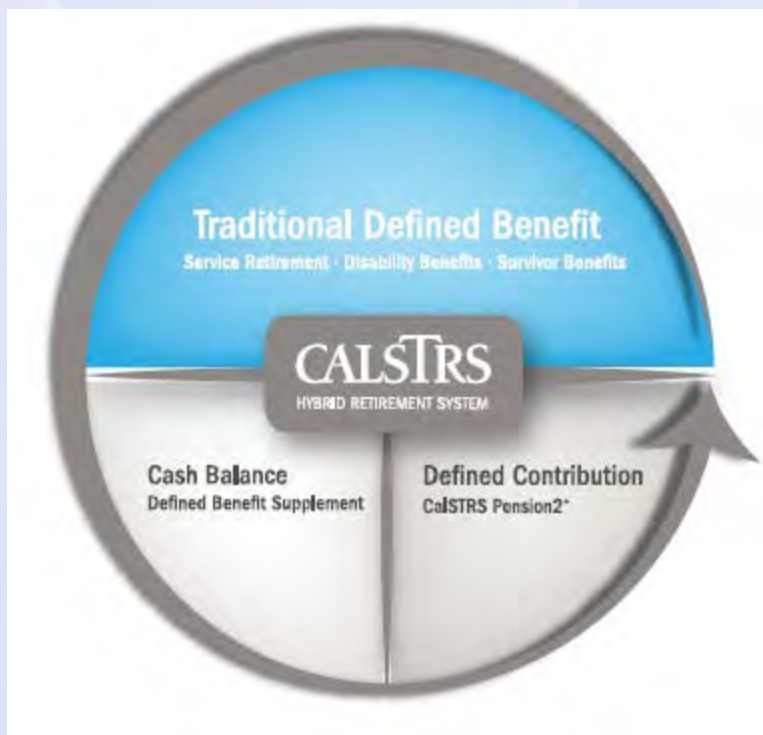 Traditional Defined Benefit
Service Retirement · Disability Benefits · Survivor Benefits
CALSTRS
HYBRID RETIREMENT SYSTEM
Cash Balance
Defined Benefit Supplement
Defined Contribution
CalSTRS Pension2*